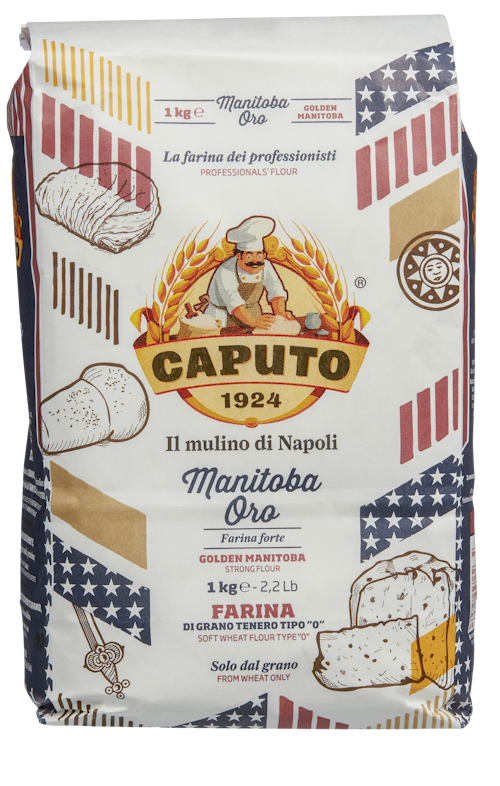 1 kg ℮
Manitoba
Oro
GOLDEN
MANITOBA
La farina dei professionisti
PROFESSIONALS' FLOUR
®
CAPUTO
1924
Il mulino di Napoli
Manitoba
Oro
Farina forte
GOLDEN MANITOBA
STRONG FLOUR
1 kg ℮ - 2,2 Lb
FARINA
DI GRANO TENERO TIPO "0"
SOFT WHEAT FLOUR TYPE "0"
Solo dal grano
FROM WHEAT ONLY